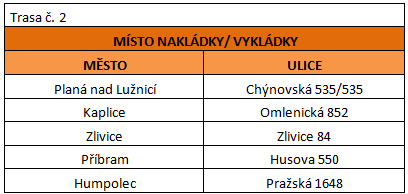 Trasa č. 2
MÍSTO NAKLÁDKY/ VYKLÁDKY
MĚSTO ULICE
Planá nad Lužnicí Chýnovská 535/535
Kaplice Omlenická 852
Zlivice Zlivice 84
Příbram Husova 550
Humpolec Pražská 1648